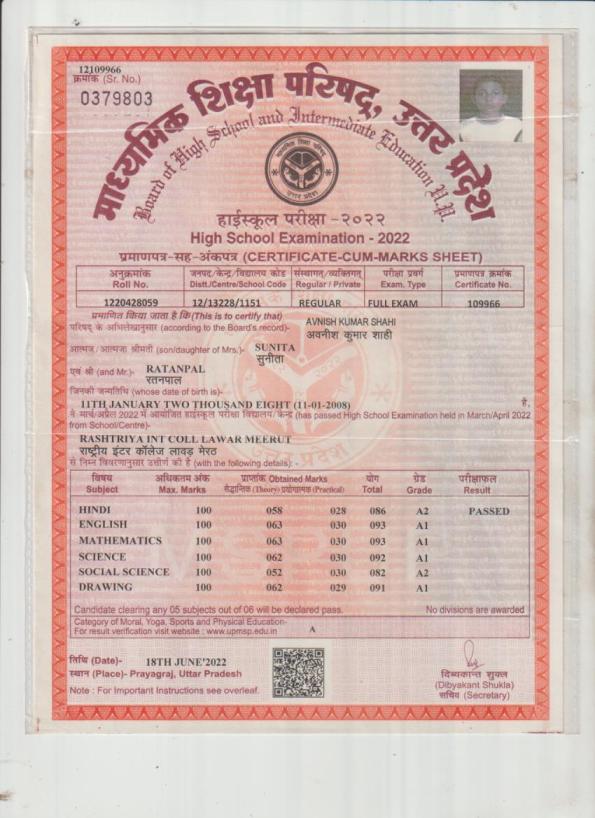 12109966
क्रमांक (Sr. No.)
0379803
माध्यमिक शिक्षा परिषद, उत्तर प्रदेश
Board of High School and Intermediate Education U.P.
हाईस्कूल परीक्षा -२०२२
High School Examination - 2022
प्रमाणपत्र-सह-अंकपत्र (CERTIFICATE-CUM-MARKS SHEET)
अनुक्रमांक जनपद/केन्द्र/विद्यालय कोड संस्थागत/व्यक्तिगत परीक्षा प्रवर्ग प्रमाणपत्र क्रमांक
Roll No. Distt./Centre/School Code Regular / Private Exam. Type Certificate No.
1220428059 12/13228/1151 REGULAR FULL EXAM 109966
प्रमाणित किया जाता है कि (This is to certify that)
AVNISH KUMAR SHAHI
परिषद् के अभिलेखानुसार (according to the Board's record)- अवनीश कुमार शाही
आत्मज / आत्मजा श्रीमती (son/daughter of Mrs.)- SUNITA
सुनीता
एवं श्री (and Mr.)- RATANPAL
रतनपाल
जिनकी जन्मतिथि (whose date of birth is)-
11TH JANUARY TWO THOUSAND EIGHT (11-01-2008) है,
ने मार्च/अप्रैल 2022 में आयोजित हाईस्कूल परीक्षा विद्यालय/केन्द्र (has passed High School Examination held in March/April 2022
from School/Centre)-
RASHTRIYA INT COLL LAWAR MEERUT
राष्ट्रीय इंटर कॉलेज लावड़ मेरठ
से निम्न विवरणानुसार उत्तीर्ण की है (with the following details): -
विषय अधिकतम अंक प्राप्तांक Obtained Marks योग ग्रेड परीक्षाफल
Subject Max. Marks सैद्धान्तिक (Theory) प्रयोगात्मक (Practical) Total Grade Result
HINDI 100 058 028 086 A2 PASSED
ENGLISH 100 063 030 093 A1
MATHEMATICS 100 063 030 093 A1
SCIENCE 100 062 030 092 A1
SOCIAL SCIENCE 100 052 030 082 A2
DRAWING 100 062 029 091 A1
Candidate clearing any 05 subjects out of 06 will be declared pass. No divisions are awarded
Category of Moral, Yoga, Sports and Physical Education-
For result verification visit website : www.upmsp.edu.in A
तिथि (Date)- 18TH JUNE'2022
स्थान (Place)- Prayagraj, Uttar Pradesh
Note : For Important Instructions see overleaf.
दिब्यकान्त शुक्ल
(Dibyakant Shukla)
सचिव (Secretary)